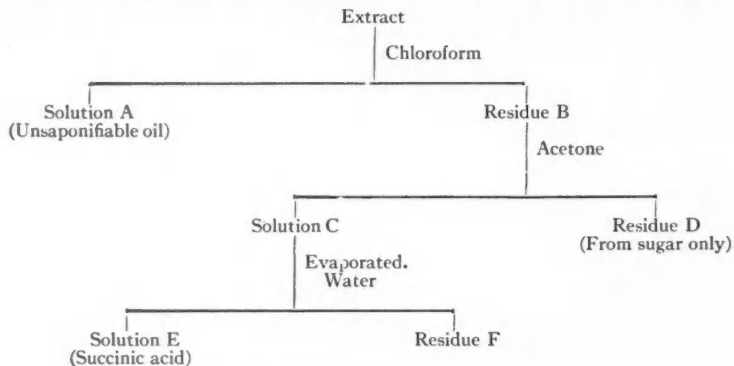 Extract
Chloroform
Solution A
(Unsaponifiable oil)
Residue B
Acetone
Solution C
Residue D
(From sugar only)
Evaporated.
Water
Solution E
(Succinic acid)
Residue F